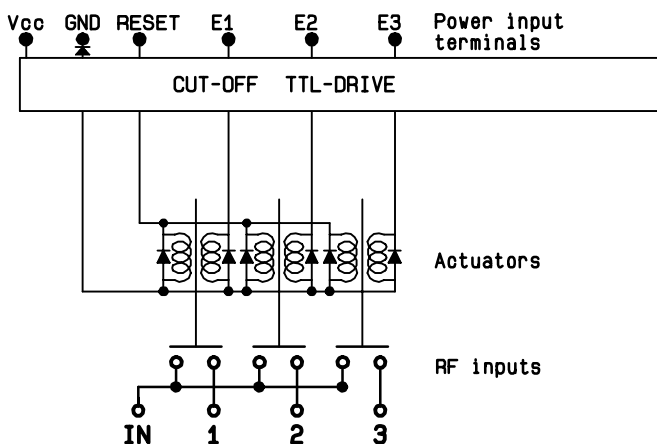 Vcc GND RESET E1 E2 E3 Power input
terminals
CUT-OFF TTL-DRIVE
Actuators
RF inputs
IN 1 2 3